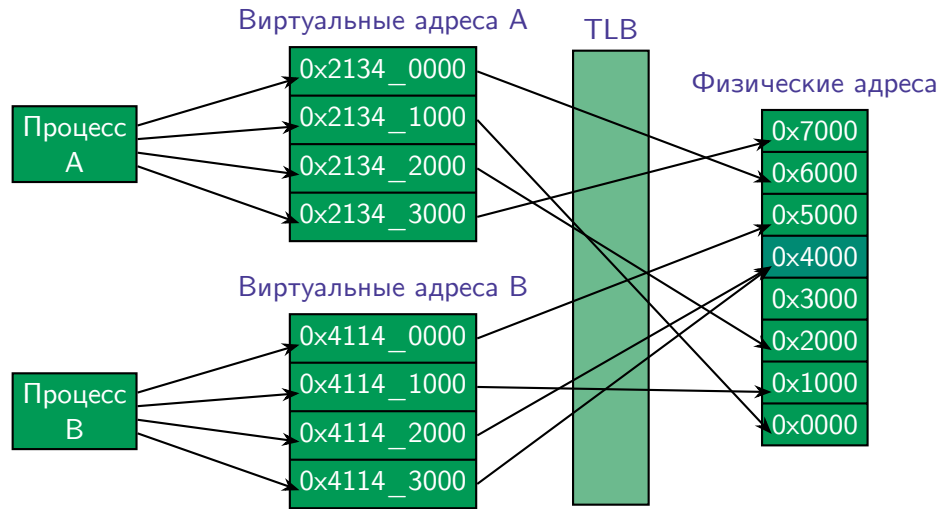 Виртуальные адреса A
TLB
Физические адреса
Процесс
A
0x2134_0000
0x2134_1000
0x2134_2000
0x2134_3000
0x7000
0x6000
0x5000
0x4000
0x3000
0x2000
0x1000
0x0000
Виртуальные адреса B
Процесс
B
0x4114_0000
0x4114_1000
0x4114_2000
0x4114_3000